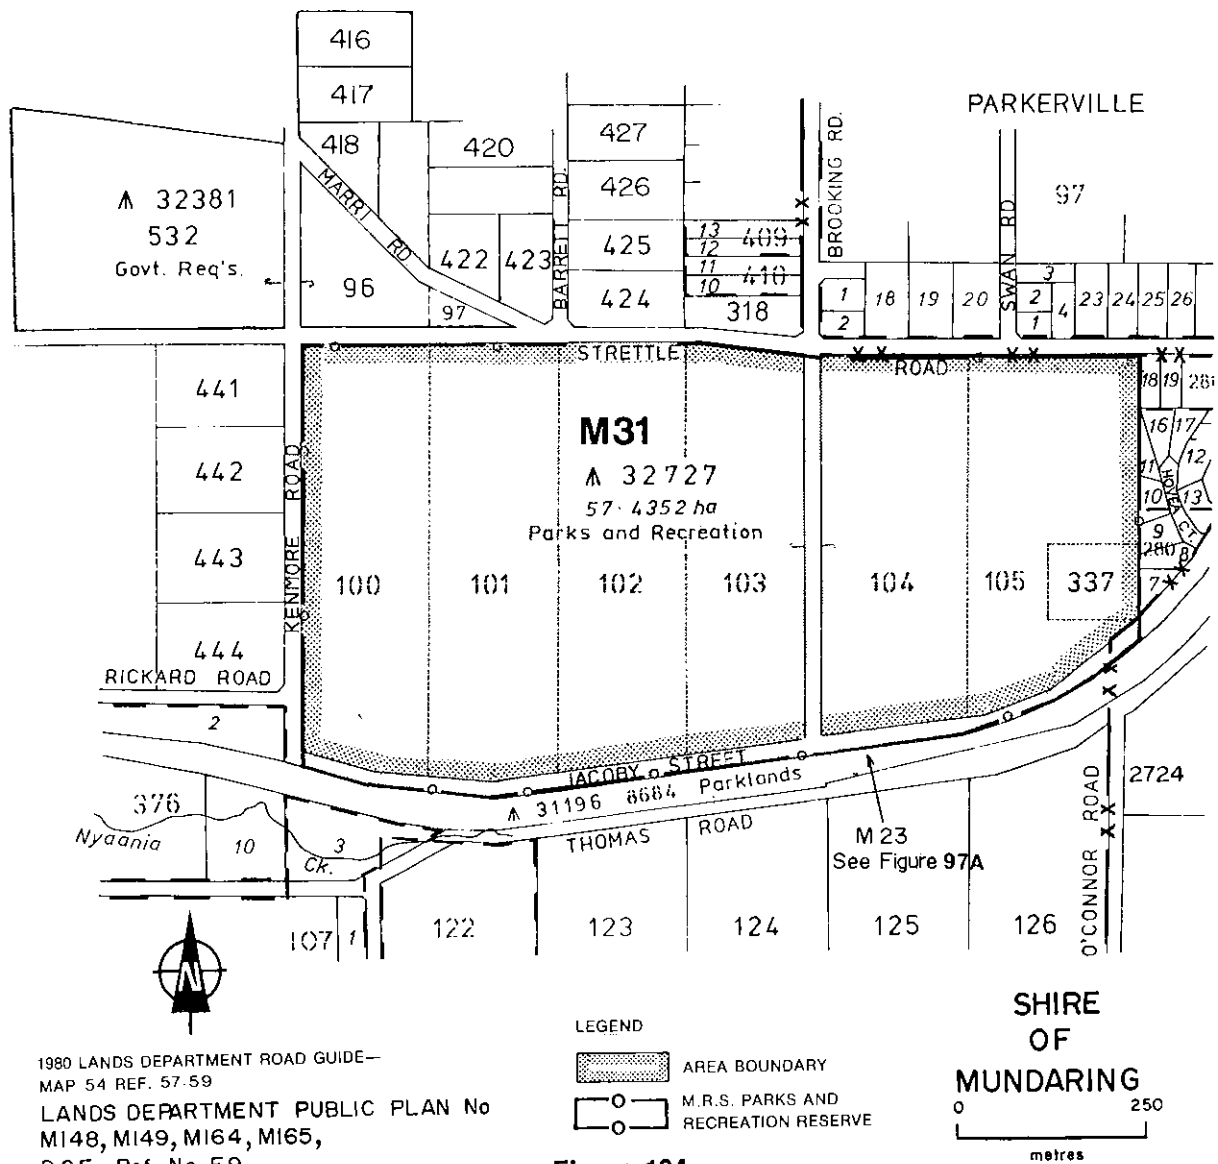 416
417
PARKERVILLE
418
420
427
BARRETT RD.
BROOKING RD.
SWAN RD
97
32381
532
Govt. Req's.
MARRI RD
426
96
422
423
425
13
409
12
11
410
10
424
318
97
1
2
18
19
20
3
2
1
4
23
24
25
26
STRETTLE ROAD
441
18
19
M31
32727
57·4352 ha
Parks and Recreation
16
17
12
11
10
13
HOVEA CT.
9
280
8
7
442
KENMORE ROAD
443
444
100
101
102
103
104
105
337
RICKARD ROAD
2
JACOBY STREET
31196 8684 Parklands
THOMAS ROAD
M 23
See Figure 97A
O'CONNOR ROAD
2724
376
Nyaania
10
3
Ck.
107
1
122
123
124
125
126
N
SHIRE
OF
MUNDARING
0
250
metres
LEGEND
AREA BOUNDARY
M.R.S. PARKS AND
RECREATION RESERVE
1980 LANDS DEPARTMENT ROAD GUIDE—
MAP 54 REF. 57-59
LANDS DEPARTMENT PUBLIC PLAN No
M148, M149, M164, M165,